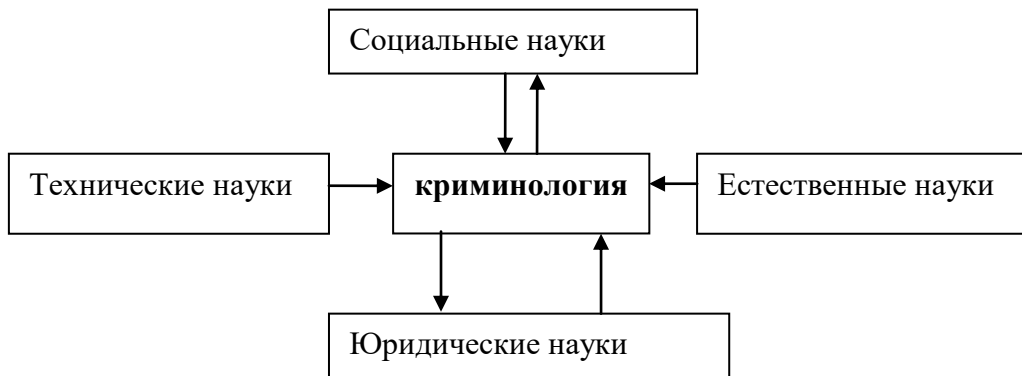 Социальные науки
Технические науки
криминология
Естественные науки
Юридические науки